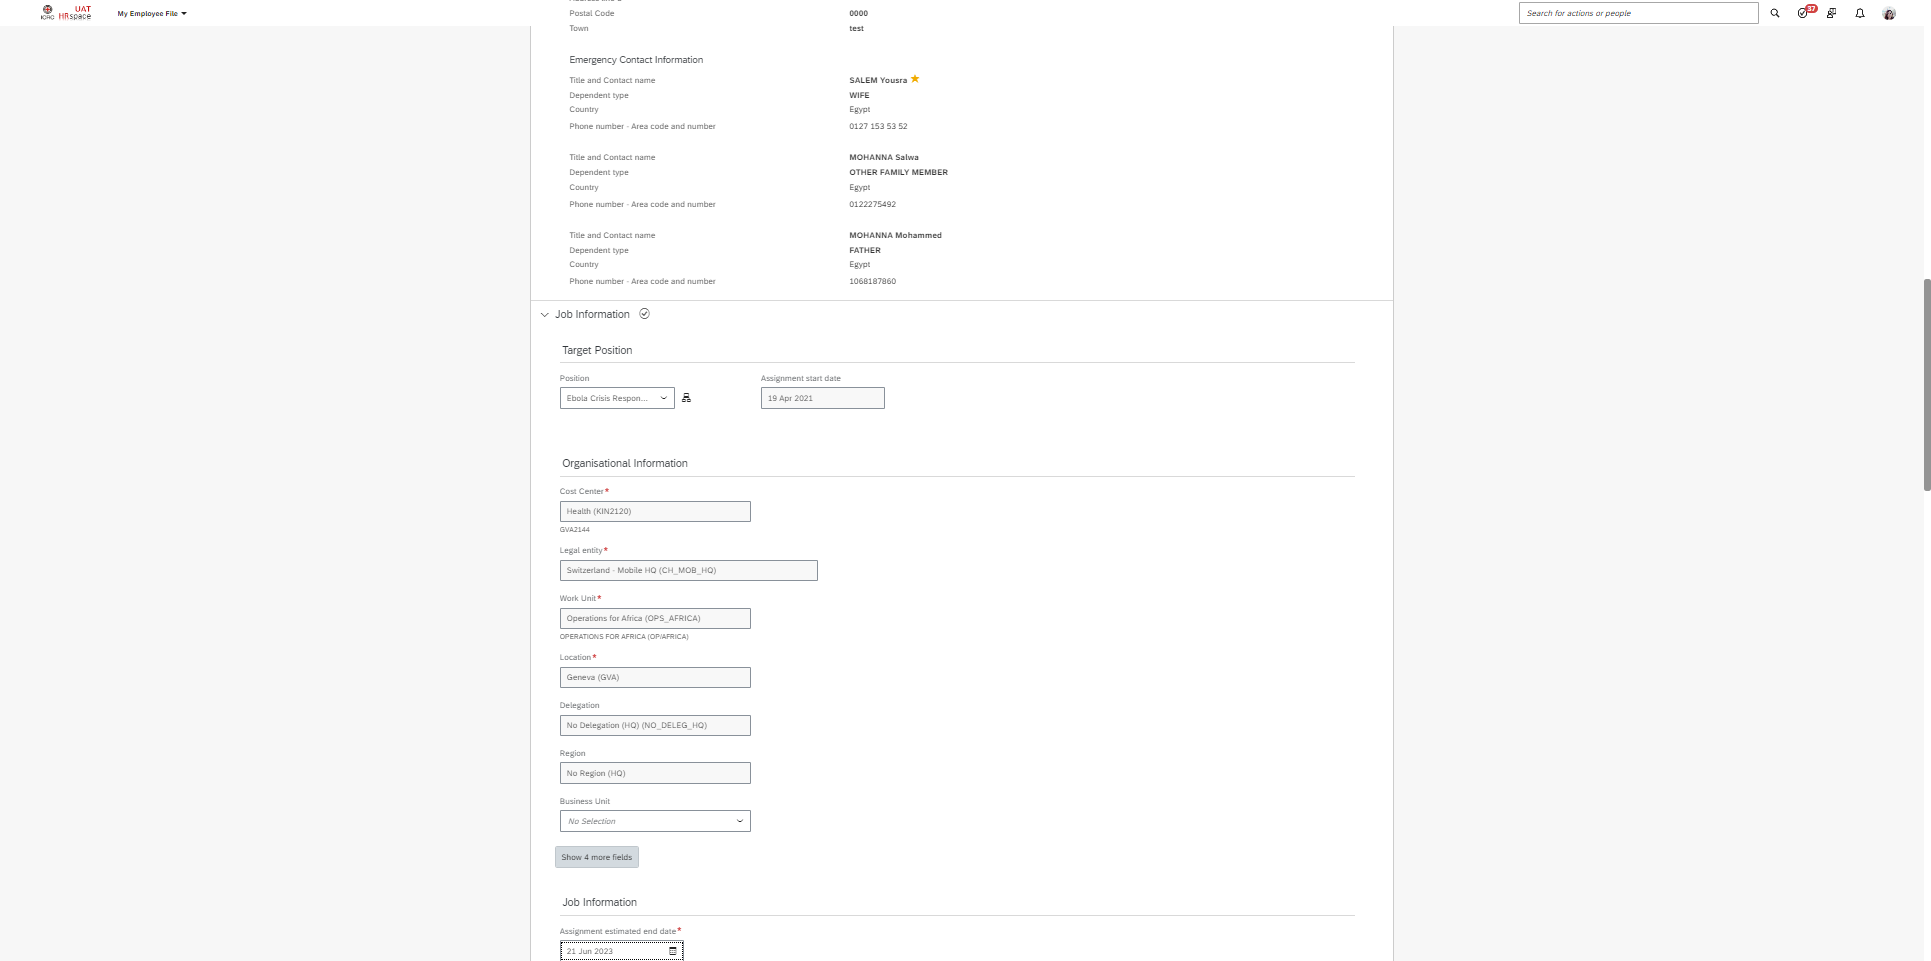 ICRC
UAT
HRspace
My Employee File
Search for actions or people
37
Postal Code 0000
Town test
Emergency Contact Information
Title and Contact name SALEM Yousra
Dependent type WIFE
Country Egypt
Phone number - Area code and number 0127 153 53 52
Title and Contact name MOHANNA Salwa
Dependent type OTHER FAMILY MEMBER
Country Egypt
Phone number - Area code and number 0122275492
Title and Contact name MOHANNA Mohammed
Dependent type FATHER
Country Egypt
Phone number - Area code and number 1068187860
Job Information
Target Position
Position Assignment start date
Ebola Crisis Respon... 19 Apr 2021
Organisational Information
Cost Center*
Health (KIN2120)
GVA2144
Legal entity*
Switzerland - Mobile HQ (CH_MOB_HQ)
Work Unit*
Operations for Africa (OPS_AFRICA)
OPERATIONS FOR AFRICA (OP/AFRICA)
Location*
Geneva (GVA)
Delegation
No Delegation (HQ) (NO_DELEG_HQ)
Region
No Region (HQ)
Business Unit
No Selection
Show 4 more fields
Job Information
Assignment estimated end date*
21 Jun 2023